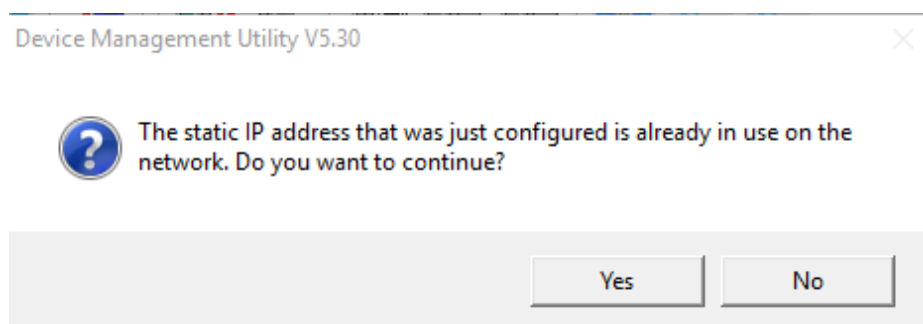 Device Management Utility V5.30
The static IP address that was just configured is already in use on the
network. Do you want to continue?
Yes
No